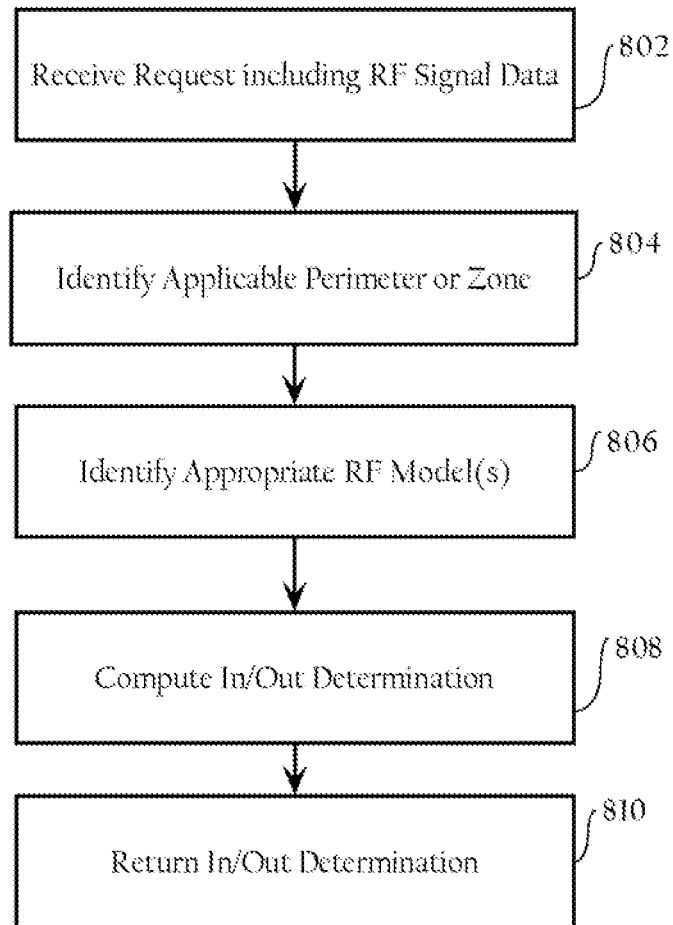 Receive Request including RF Signal Data
802
Identify Applicable Perimeter or Zone
804
Identify Appropriate RF Model(s)
806
Compute In/Out Determination
808
Return In/Out Determination
810